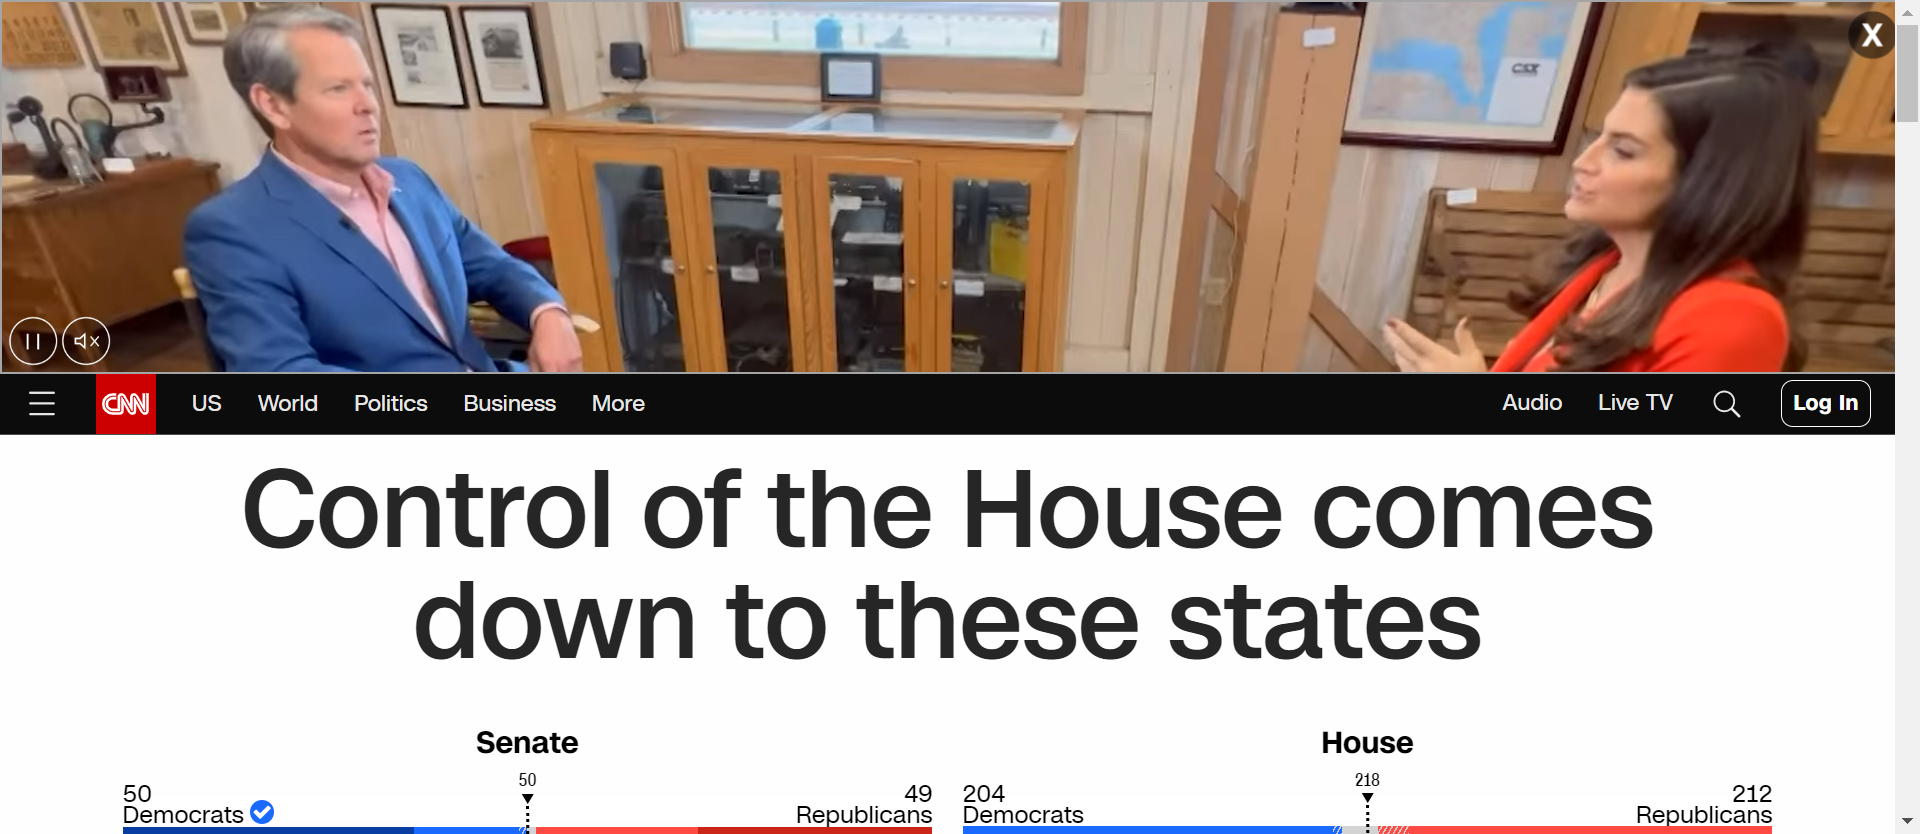 X
CSX
CNN
US World Politics Business More Audio Live TV Log In
Control of the House comes
down to these states
Senate
50
50 49
Democrats Republicans
House
218
204 212
Democrats Republicans